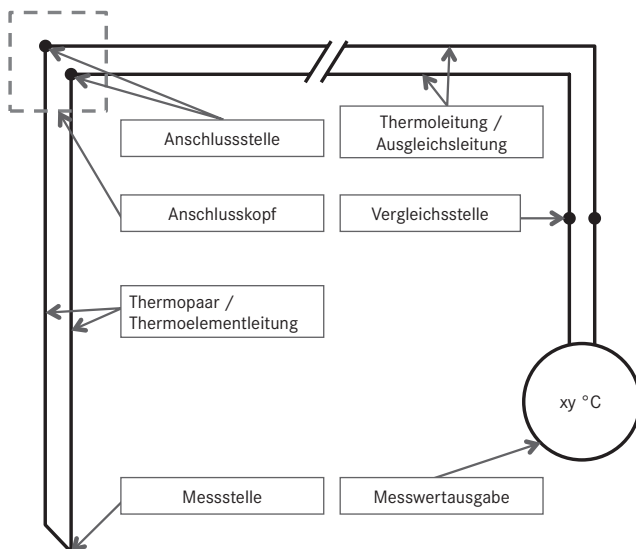 Anschlussstelle
Thermoleitung /
Ausgleichsleitung
Anschlusskopf
Vergleichsstelle
Thermopaar /
Thermoelementleitung
xy °C
Messstelle
Messwertausgabe